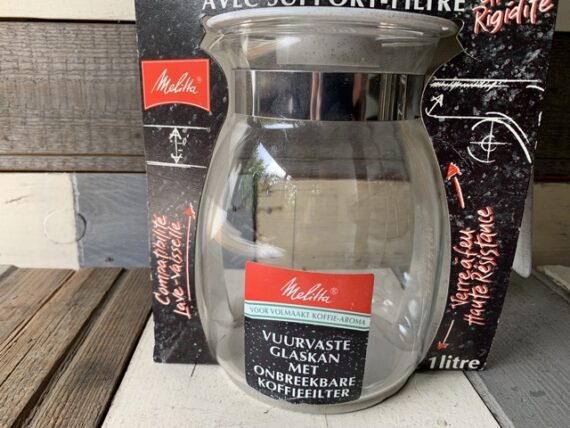 AVEC SUPPORT-FILTRE
Rigidité
Melitta®
Compatibilité
Lave-Vaisselle
Verre à feu
Haute Résistance
Melitta®
VOOR VOLMAAKT KOFFIE-AROMA
VUURVASTE
GLASKAN
MET
ONBREEKBARE
KOFFIEFILTER
1 litre